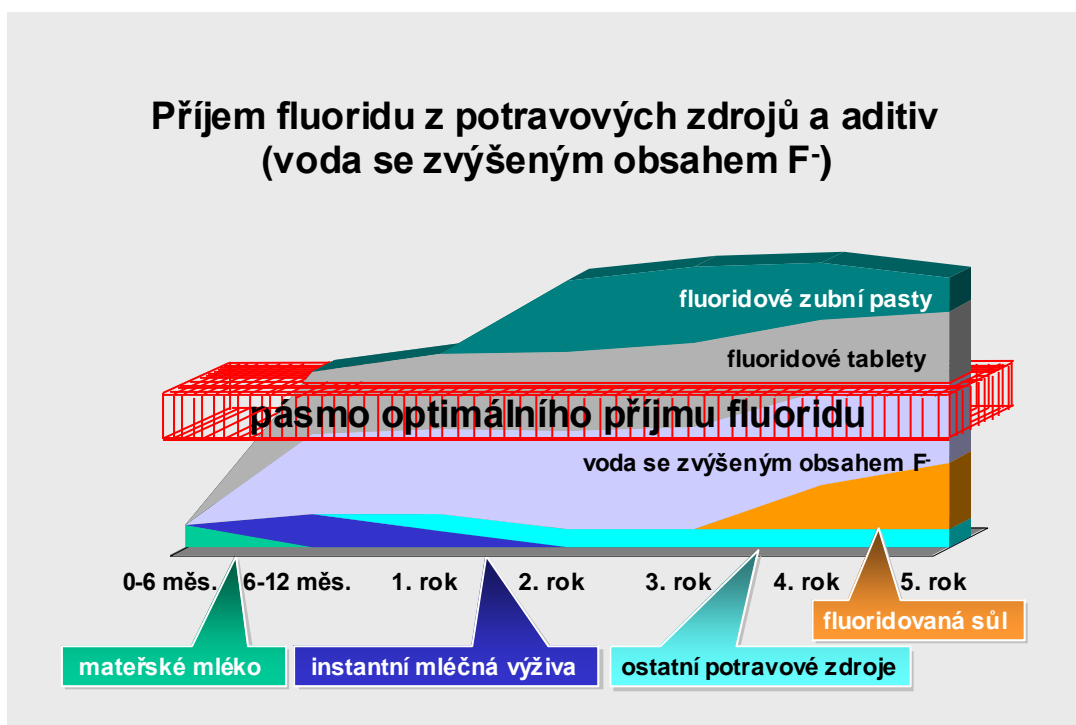 Příjem fluoridu z potravových zdrojů a aditiv
(voda se zvýšeným obsahem F-)
fluoridové zubní pasty
fluoridové tablety
pásmo optimálního příjmu fluoridu
voda se zvýšeným obsahem F-
0-6 měs. 6-12 měs. 1. rok 2. rok 3. rok 4. rok 5. rok
fluoridovaná sůl
mateřské mléko instantní mléčná výživa ostatní potravové zdroje